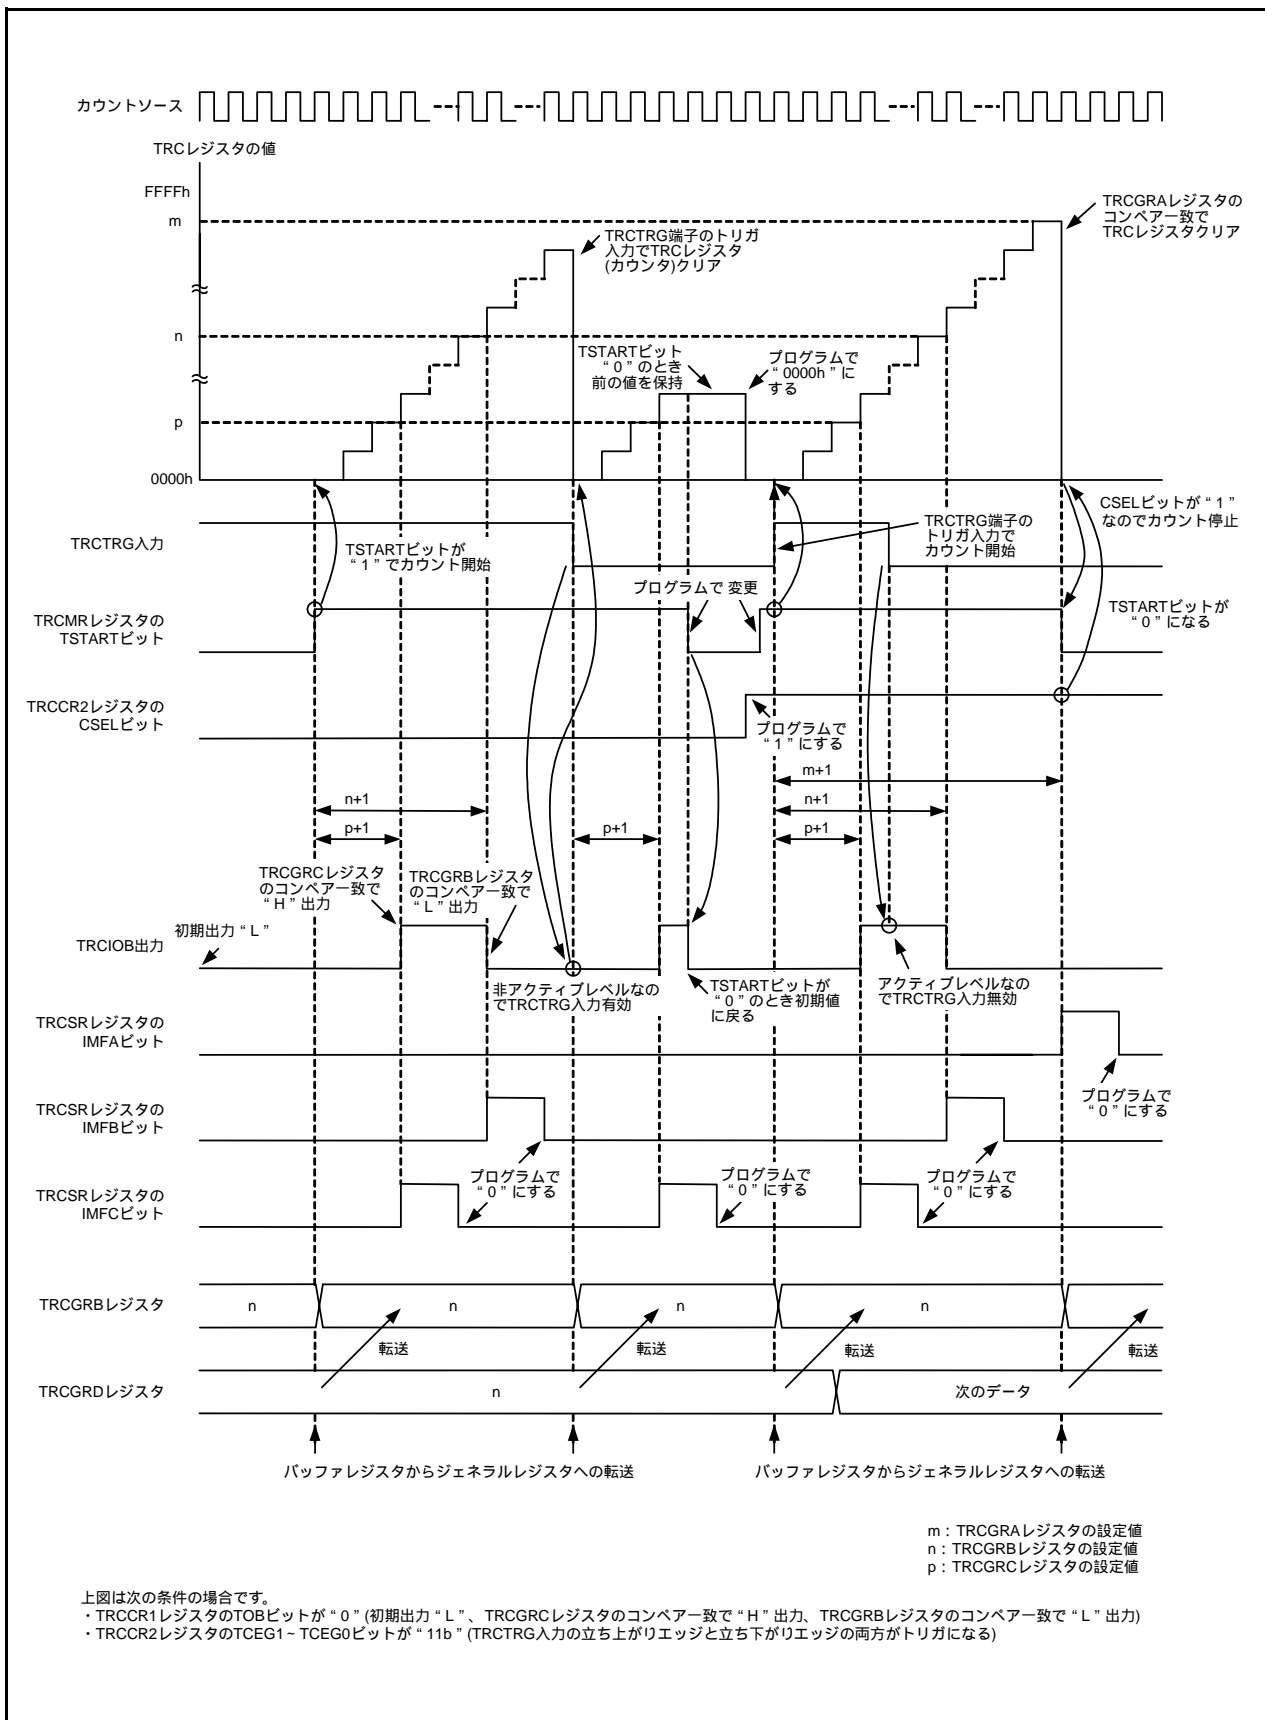 カウントソース
TRCレジスタの値
FFFFh
m
n
p
0000h
TRCTRG端子のトリガ
入力でTRCレジスタ
(カウンタ)クリア
TRCGRAレジスタの
コンペア一致で
TRCレジスタクリア
TSTARTビット
“ 0 ” のとき
前の値を保持
プログラムで
“ 0000h ” に
する
TRCTRG入力
TSTARTビットが
“ 1 ” でカウント開始
TRCTRG端子の
トリガ入力で
カウント開始
CSELビットが “ 1 ”
なのでカウント停止
プログラムで 変更
TRCMRレジスタの
TSTARTビット
TSTARTビットが
“ 0 ” になる
TRCCR2レジスタの
CSELビット
プログラムで
“ 1 ” にする
m+1
n+1
n+1
p+1
p+1
p+1
TRCGRCレジスタ
のコンペア一致で
“ H ” 出力
TRCGRBレジスタ
のコンペア一致で
“ L ” 出力
初期出力 “ L ”
TRCIOB出力
非アクティブレベルなの
でTRCTRG入力有効
TSTARTビットが
“ 0 ” のとき初期値
に戻る
アクティブレベルなの
でTRCTRG入力無効
TRCSRレジスタの
IMFAビット
プログラムで
“ 0 ” にする
TRCSRレジスタの
IMFBビット
プログラムで
“ 0 ” にする
プログラムで
“ 0 ” にする
プログラムで
“ 0 ” にする
TRCSRレジスタの
IMFCビット
TRCGRBレジスタ
n
n
n
n
転送
転送
転送
転送
TRCGRDレジスタ
n
次のデータ
バッファレジスタからジェネラルレジスタへの転送
バッファレジスタからジェネラルレジスタへの転送
m : TRCGRAレジスタの設定値
n : TRCGRBレジスタの設定値
p : TRCGRCレジスタの設定値
上図は次の条件の場合です。
・TRCCR1レジスタのTOBビットが “ 0 ” (初期出力 “ L ” 、TRCGRCレジスタのコンペア一致で “ H ” 出力、TRCGRBレジスタのコンペア一致で “ L ” 出力)
・TRCCR2レジスタのTCEG1 ~ TCEG0ビットが “ 11b ” (TRCTRG入力の立ち上がりエッジと立ち下がりエッジの両方がトリガになる)